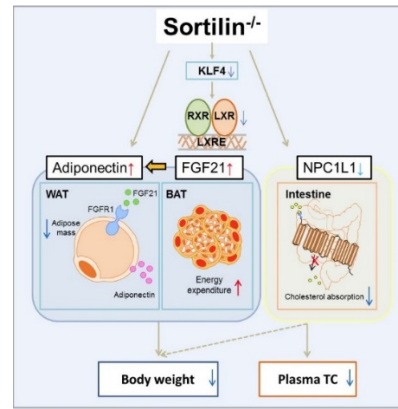 Sortilin-/-
KLF4↓
RXR LXR ↓
LXRE
Adiponectin↑
FGF21↑
NPC1L1↓
WAT
FGF21
FGFR1
↓ Adipose
mass
Adiponectin
BAT
Energy
expenditure ↑
Intestine
Cholesterol absorption ↓
Body weight ↓
Plasma TC ↓